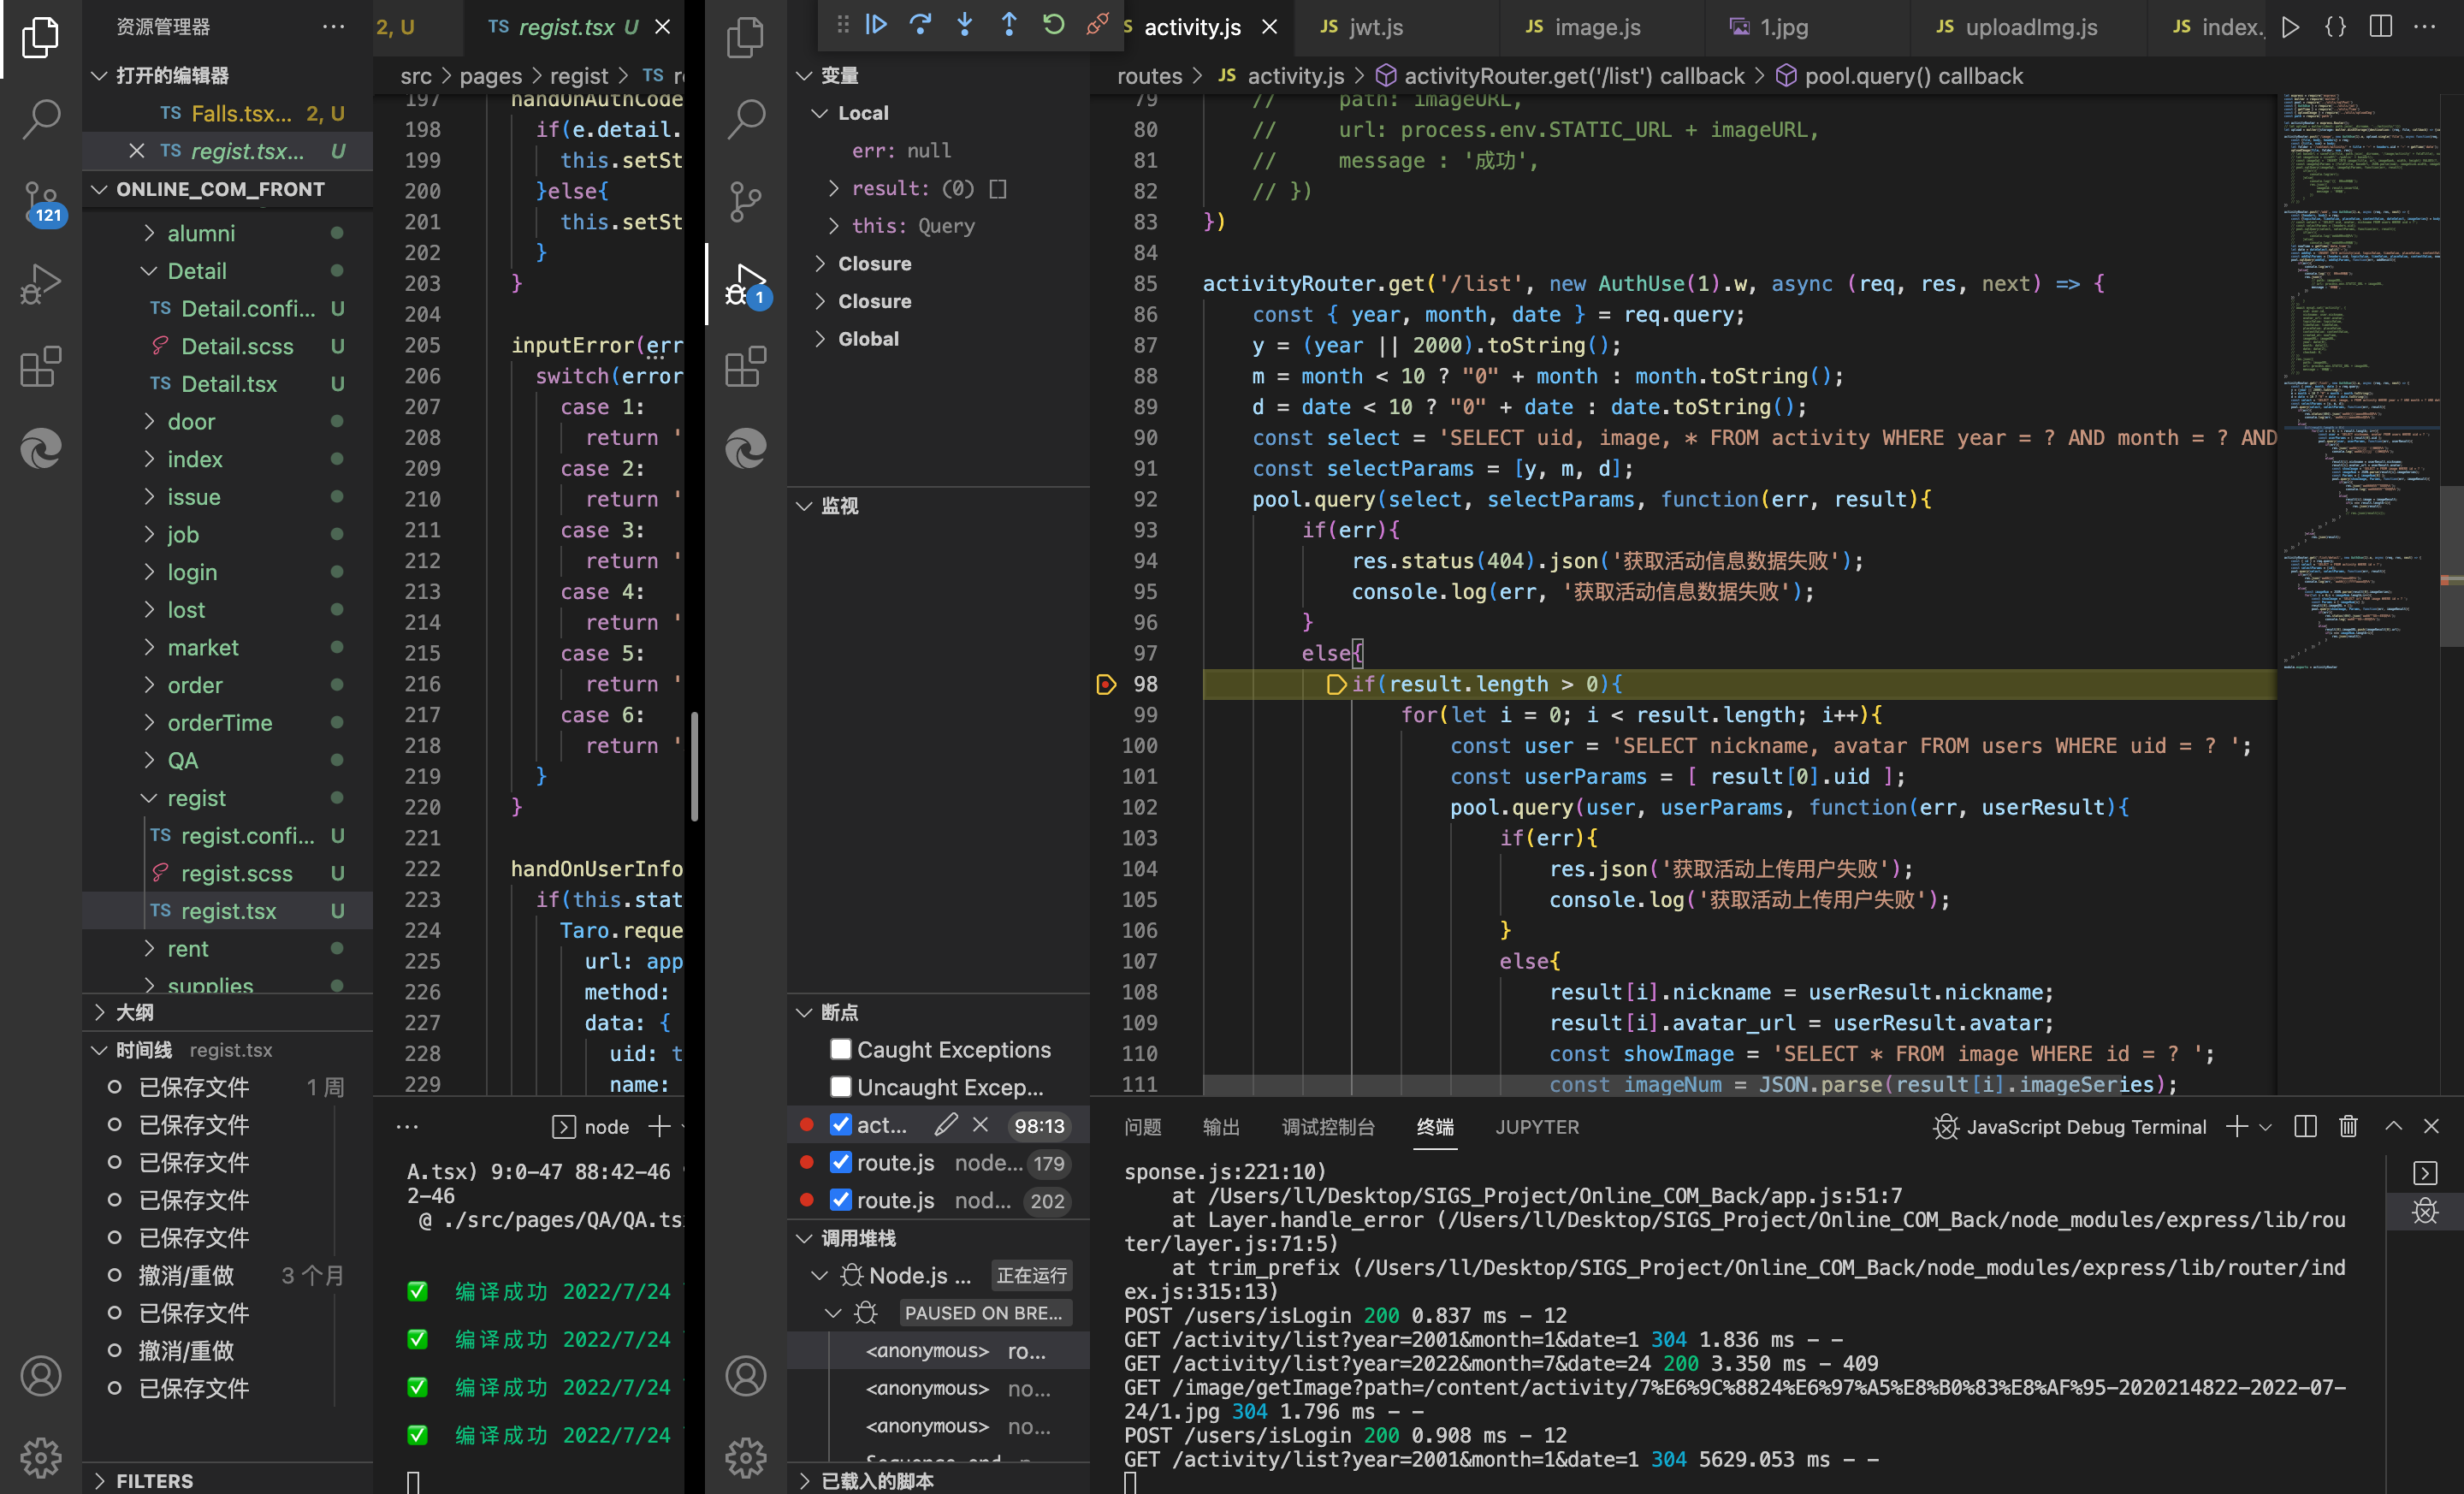 资源管理器
打开的编辑器
TS Falls.tsx... 2, U
TS regist.tsx... U
ONLINE_COM_FRONT
121
alumni
Detail
TS Detail.confi... U
Detail.scss U
TS Detail.tsx U
door
index
issue
job
login
lost
market
order
orderTime
QA
regist
TS regist.confi... U
regist.scss U
TS regist.tsx U
rent
supplies
大纲
时间线 regist.tsx
已保存文件 1 周
已保存文件
已保存文件
已保存文件
已保存文件
撤消/重做 3 个月
已保存文件
撤消/重做
已保存文件
FILTERS
2, U
TS regist.tsx U
src > pages > regist > TS r
197 handOnAuthCode
198 if(e.detail.
199 this.setSt
200 }else{
201 this.setSt
202 }
203 }
204
205 inputError(err
206 switch(error
207 case 1:
208 return '
209 case 2:
210 return '
211 case 3:
212 return '
213 case 4:
214 return '
215 case 5:
216 return '
217 case 6:
218 return '
219 }
220 }
221
222 handOnUserInfo
223 if(this.stat
224 Taro.reque
225 url: app
226 method:
227 data: {
228 uid: t
229 name:
... node
A.tsx) 9:0-47 88:42-46
2-46
@ ./src/pages/QA/QA.ts
编译成功 2022/7/24
编译成功 2022/7/24
编译成功 2022/7/24
编译成功 2022/7/24
1
变量
Local
err: null
result: (0) []
this: Query
Closure
Closure
Global
监视
断点
Caught Exceptions
Uncaught Excep...
act... 98:13
route.js node... 179
route.js nod... 202
调用堆栈
Node.js ... 正在运行
PAUSED ON BRE...
<anonymous> ro...
<anonymous> no...
<anonymous> no...
已载入的脚本
activity.js
JS jwt.js
JS image.js
1.jpg
JS uploadImg.js
JS index.
routes > JS activity.js > activityRouter.get('/list') callback > pool.query() callback
79 // path: imageURL,
80 // url: process.env.STATIC_URL + imageURL,
81 // message : '成功',
82 // })
83 })
84
85 activityRouter.get('/list', new AuthUse(1).w, async (req, res, next) => {
86 const { year, month, date } = req.query;
87 y = (year || 2000).toString();
88 m = month < 10 ? "0" + month : month.toString();
89 d = date < 10 ? "0" + date : date.toString();
90 const select = 'SELECT uid, image, * FROM activity WHERE year = ? AND month = ? AND
91 const selectParams = [y, m, d];
92 pool.query(select, selectParams, function(err, result){
93 if(err){
94 res.status(404).json('获取活动信息数据失败');
95 console.log(err, '获取活动信息数据失败');
96 }
97 else{
98 if(result.length > 0){
99 for(let i = 0; i < result.length; i++){
100 const user = 'SELECT nickname, avatar FROM users WHERE uid = ? ';
101 const userParams = [ result[0].uid ];
102 pool.query(user, userParams, function(err, userResult){
103 if(err){
104 res.json('获取活动上传用户失败');
105 console.log('获取活动上传用户失败');
106 }
107 else{
108 result[i].nickname = userResult.nickname;
109 result[i].avatar_url = userResult.avatar;
110 const showImage = 'SELECT * FROM image WHERE id = ? ';
111 const imageNum = JSON.parse(result[i].imageSeries);
问题 输出 调试控制台 终端 JUPYTER
JavaScript Debug Terminal
sponse.js:221:10)
at /Users/ll/Desktop/SIGS_Project/Online_COM_Back/app.js:51:7
at Layer.handle_error (/Users/ll/Desktop/SIGS_Project/Online_COM_Back/node_modules/express/lib/rou
ter/layer.js:71:5)
at trim_prefix (/Users/ll/Desktop/SIGS_Project/Online_COM_Back/node_modules/express/lib/router/ind
ex.js:315:13)
POST /users/isLogin 200 0.837 ms - 12
GET /activity/list?year=2001&month=1&date=1 304 1.836 ms - -
GET /activity/list?year=2022&month=7&date=24 200 3.350 ms - 409
GET /image/getImage?path=/content/activity/7%E6%9C%8824%E6%97%A5%E8%B0%83%E8%AF%95-2020214822-2022-07-
24/1.jpg 304 1.796 ms - -
POST /users/isLogin 200 0.908 ms - 12
GET /activity/list?year=2001&month=1&date=1 304 5629.053 ms - -